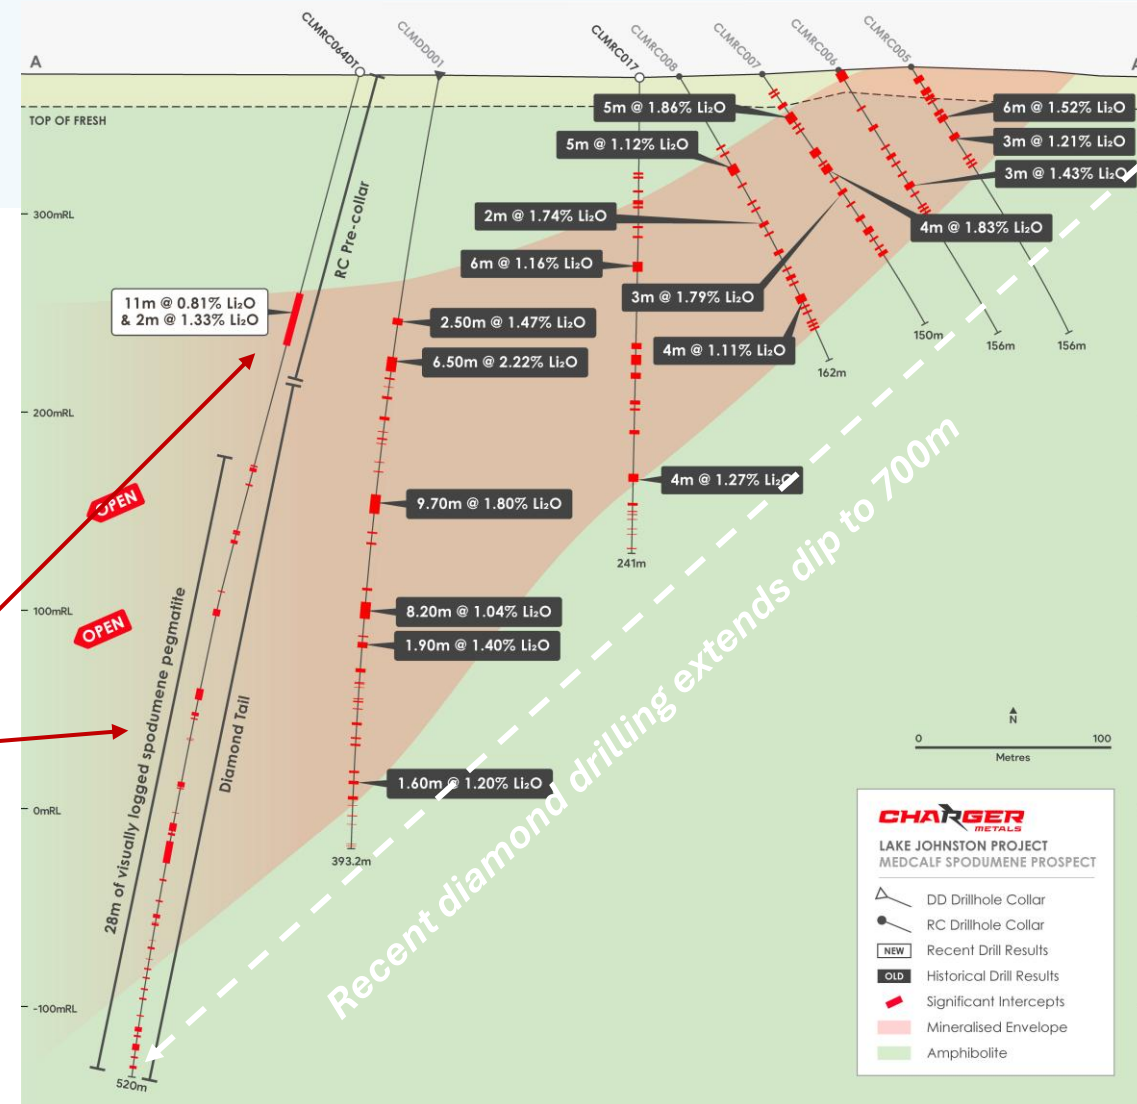 CLMRC064DT
CLMDD001
CLMRC017
CLMRC008
CLMRC007
CLMRC006
CLMRC005
A
A
TOP OF FRESH
300mRL
200mRL
100mRL
0mRL
-100mRL
RC Pre-collar
11m @ 0.81% Li₂O
& 2m @ 1.33% Li₂O
5m @ 1.86% Li₂O
5m @ 1.12% Li₂O
2m @ 1.74% Li₂O
6m @ 1.16% Li₂O
3m @ 1.79% Li₂O
4m @ 1.11% Li₂O
6m @ 1.52% Li₂O
3m @ 1.21% Li₂O
3m @ 1.43% Li₂O
4m @ 1.83% Li₂O
2.50m @ 1.47% Li₂O
6.50m @ 2.22% Li₂O
9.70m @ 1.80% Li₂O
4m @ 1.27% Li₂O
8.20m @ 1.04% Li₂O
1.90m @ 1.40% Li₂O
1.60m @ 1.20% Li₂O
150m
156m
156m
162m
241m
393.2m
520m
OPEN
OPEN
28m of visually logged spodumene pegmatite
Diamond Tail
Recent diamond drilling extends dip to 700m
N
0 100
Metres
CHARGER
METALS
LAKE JOHNSTON PROJECT
MEDCALF SPODUMENE PROSPECT
DD Drillhole Collar
RC Drillhole Collar
NEW Recent Drill Results
OLD Historical Drill Results
Significant Intercepts
Mineralised Envelope
Amphibolite